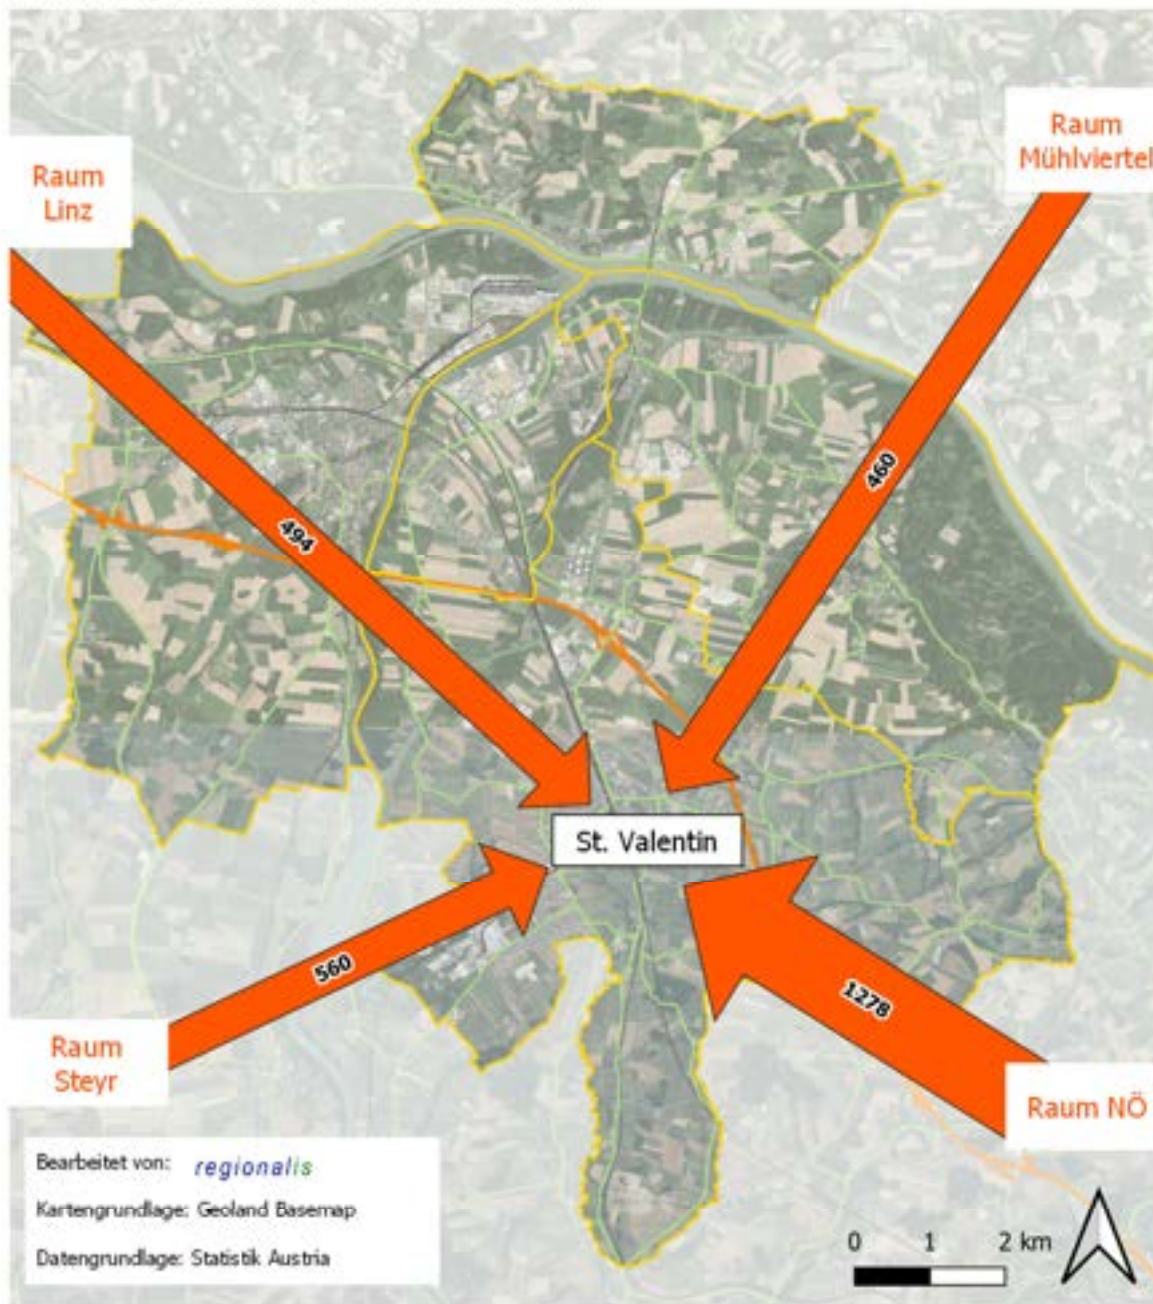 Raum
Mühlviertel
Raum
Linz
460
494
St. Valentin
560
1278
Raum
Steyr
Raum NÖ
Bearbeitet von: regionalis
Kartengrundlage: Geoland Basemap
Datengrundlage: Statistik Austria
0 1 2 km